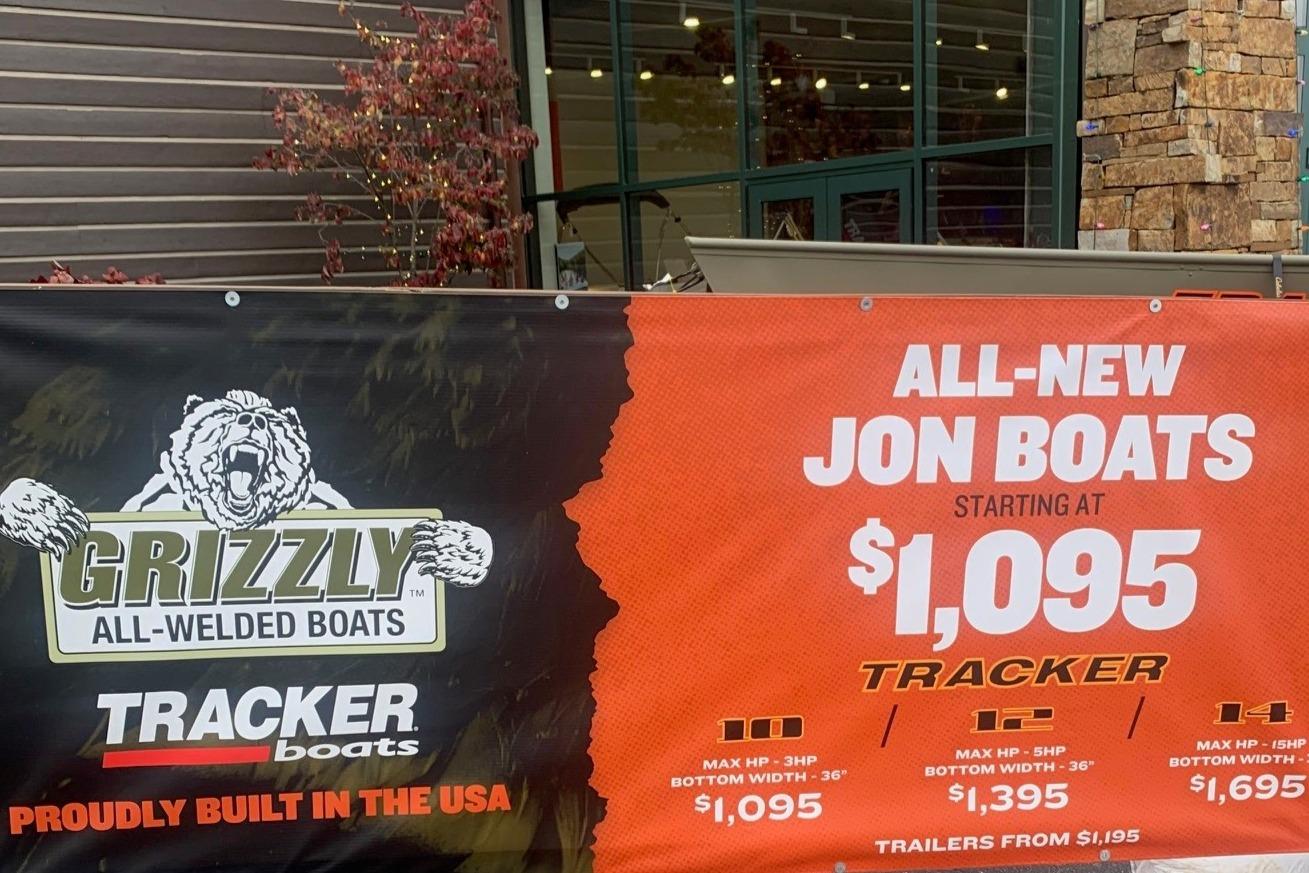 GRIZZLY
TM
ALL-WELDED BOATS
TRACKER
boats
PROUDLY BUILT IN THE USA
ALL-NEW
JON BOATS
STARTING AT
$1,095
TRACKER
10 / 12 / 14
MAX HP - 3HP
BOTTOM WIDTH - 36"
$1,095
MAX HP - 5HP
BOTTOM WIDTH - 36"
$1,395
MAX HP - 15HP
BOTTOM WIDTH -
$1,695
TRAILERS FROM $1,195